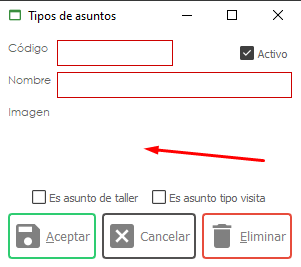 Tipos de asuntos
Código
Activo
Nombre
Imagen
Es asunto de taller Es asunto tipo visita
Aceptar Cancelar Eliminar